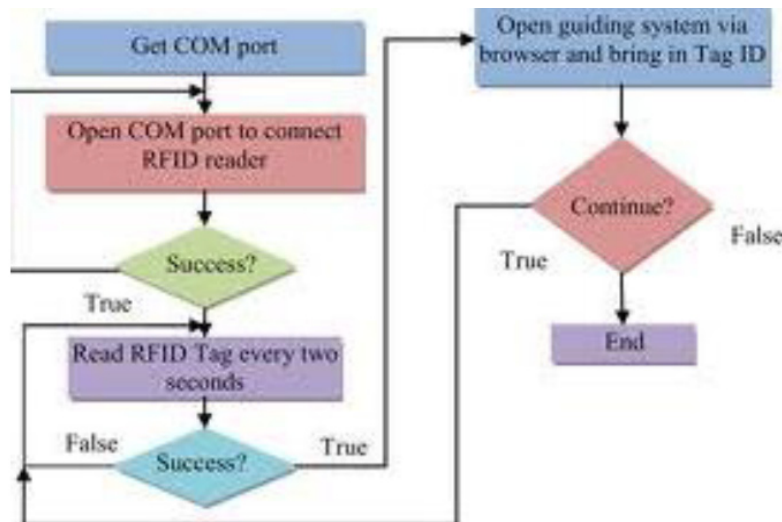 Get COM port
Open COM port to connect
RFID reader
Success?
True
Read RFID Tag every two
seconds
False
Success?
True
Open guiding system via
browser and bring in Tag ID
Continue?
True
False
End